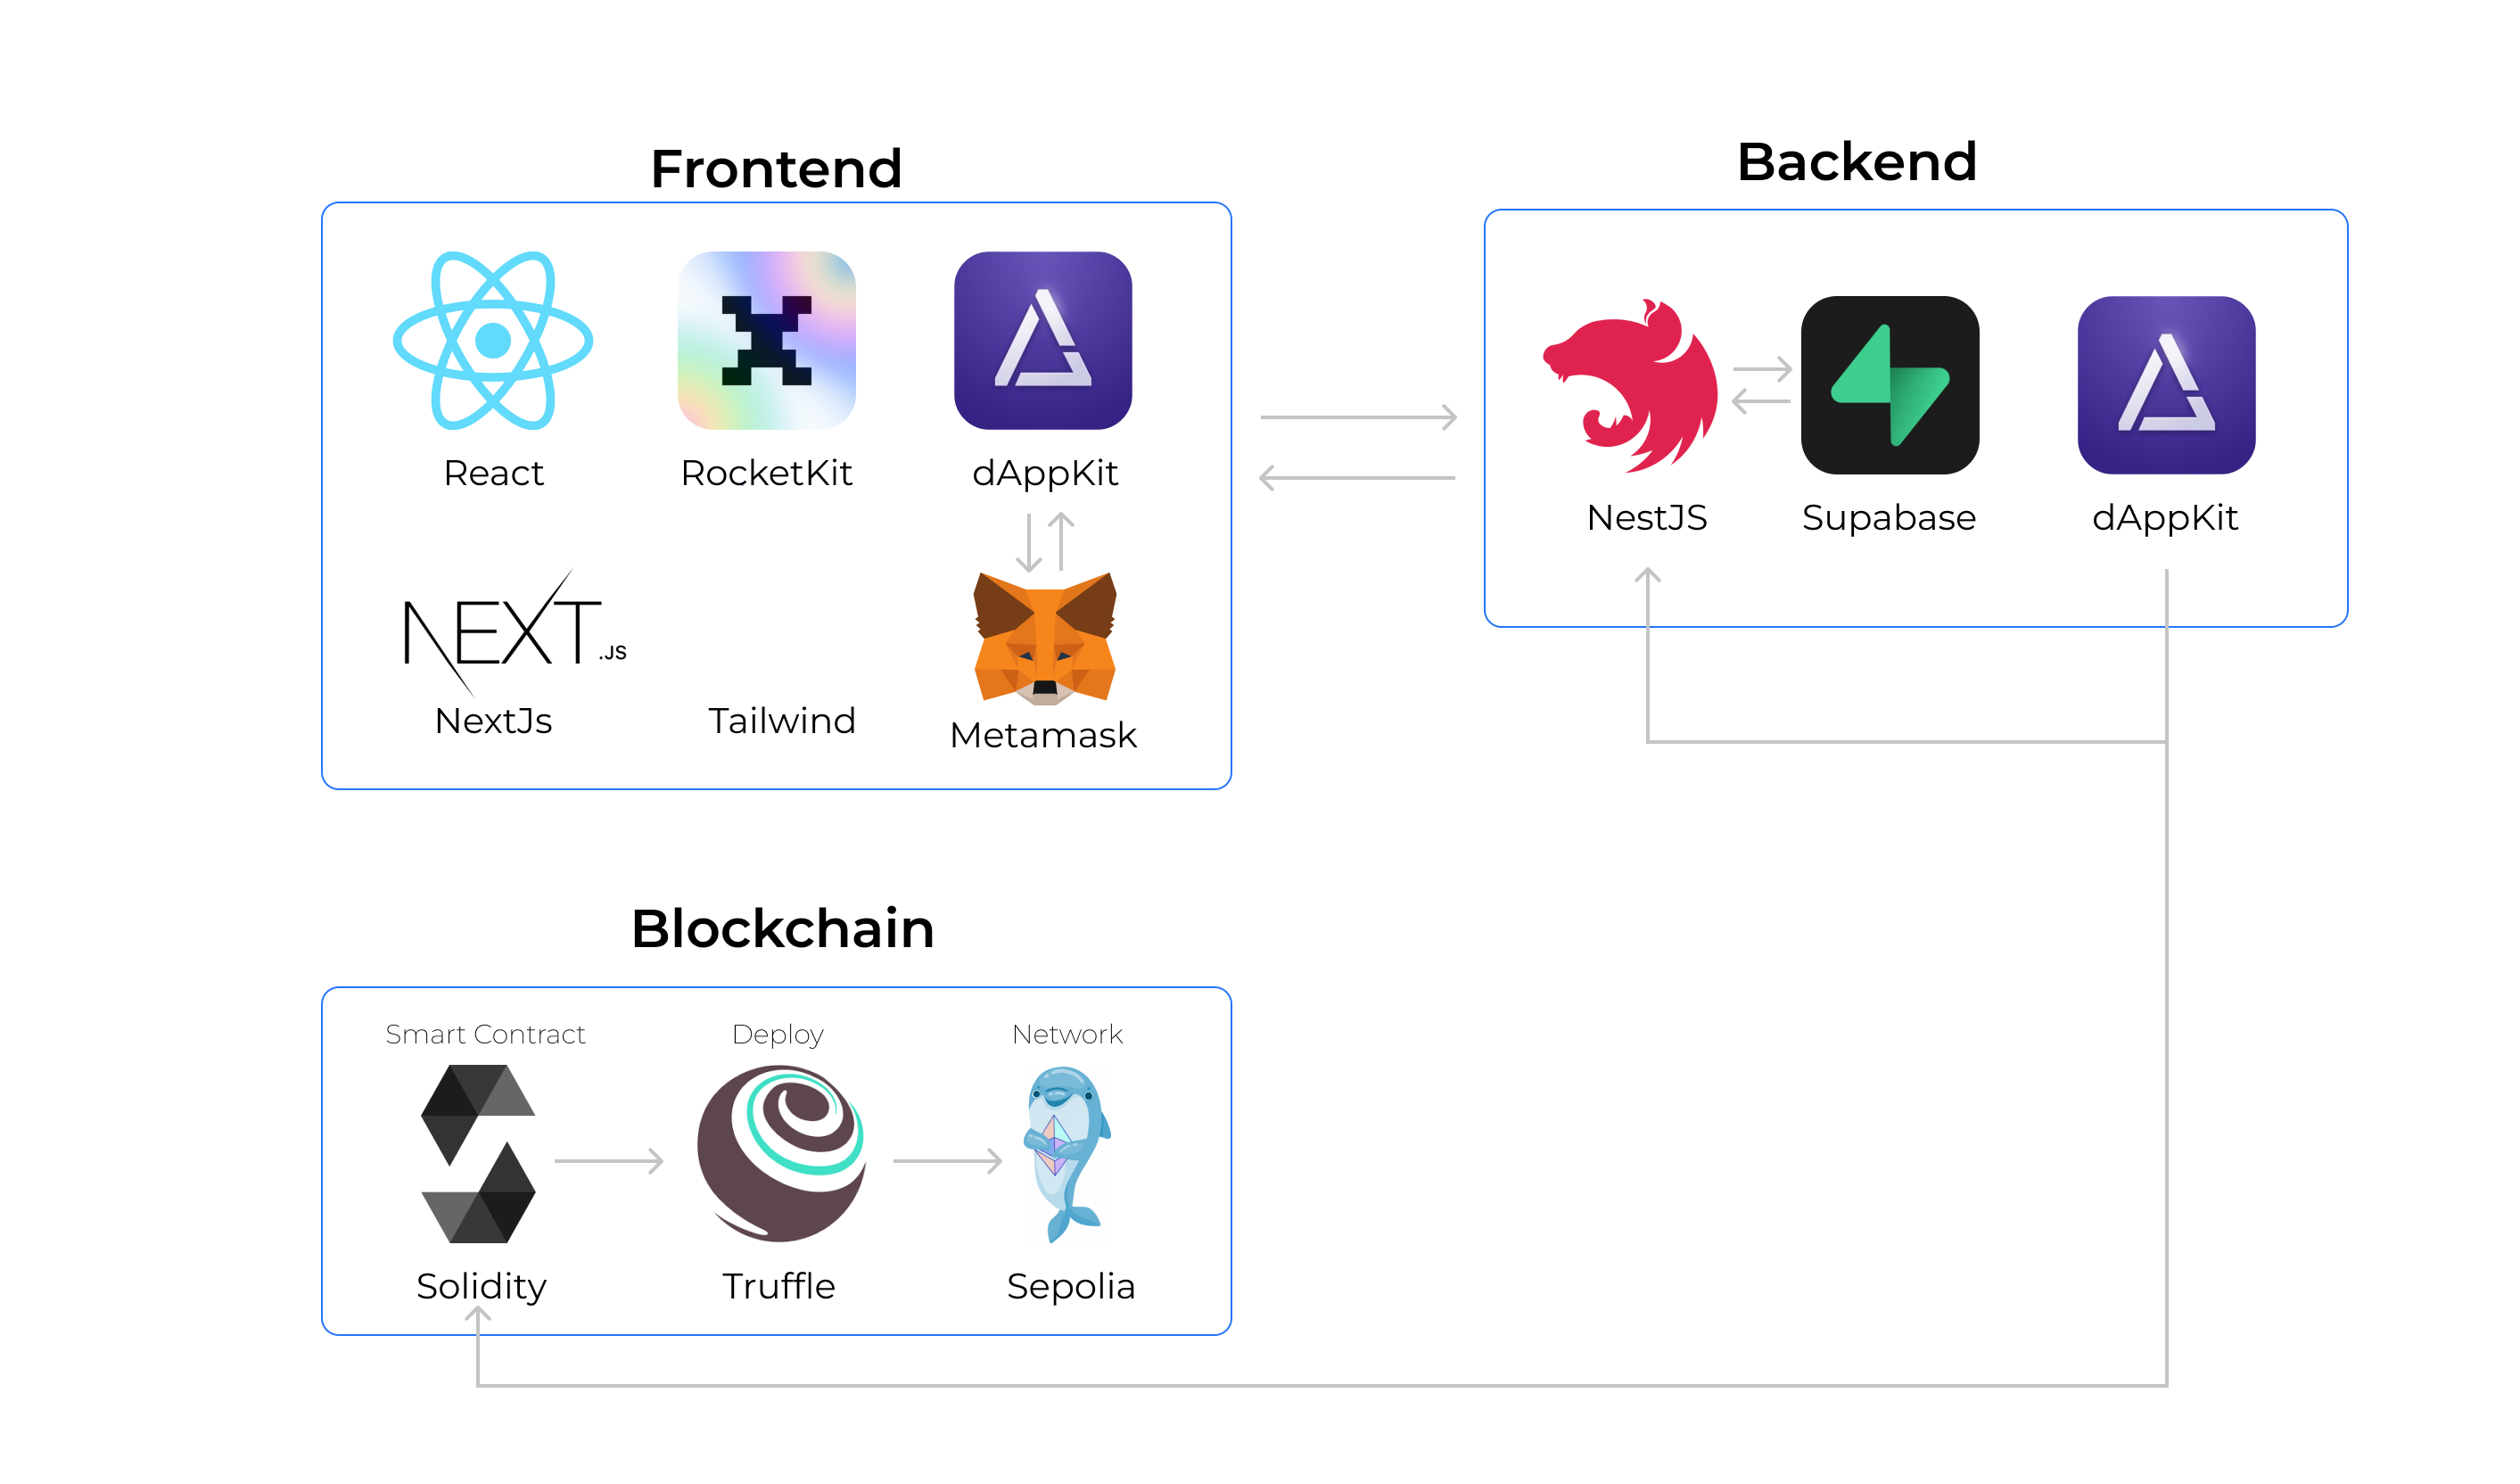 Frontend
React
RocketKit
dAppKit
NEXT.JS
NextJs
Tailwind
Metamask
Backend
NestJS
Supabase
dAppKit
Blockchain
Smart Contract
Deploy
Network
Solidity
Truffle
Sepolia